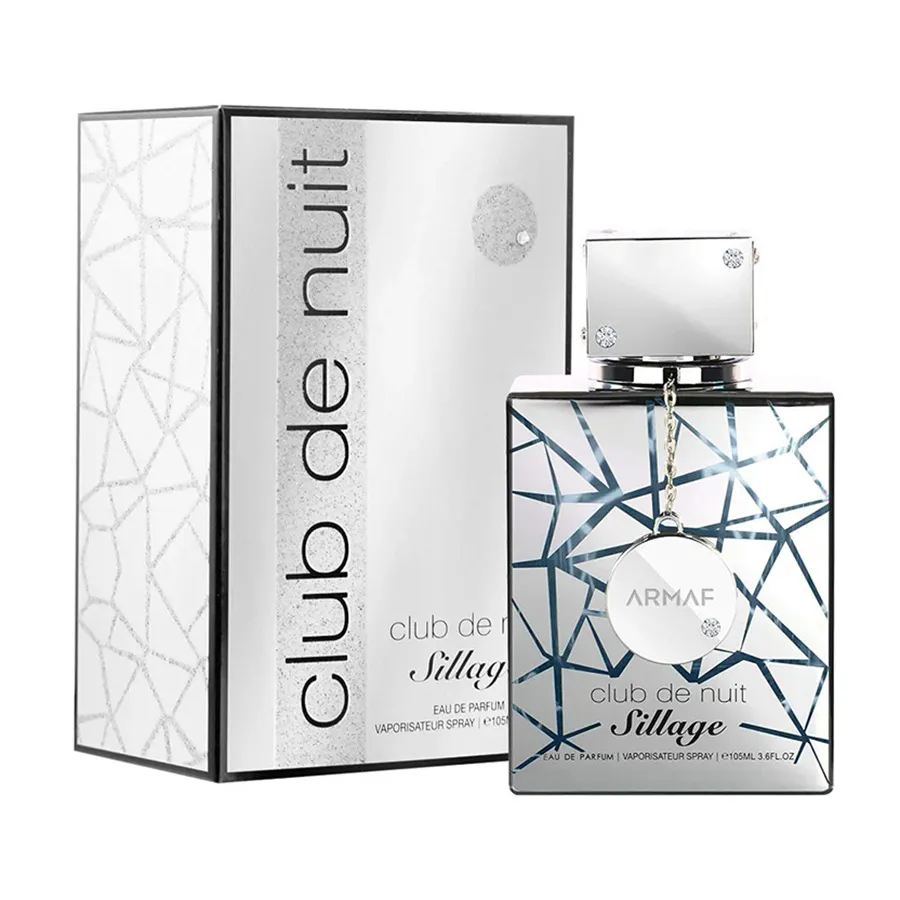 club de nuit
club de
Sillage
EAU DE PARFUM
VAPORISATEUR SPRAY | ℮105M
ARMAF
club de nuit
Sillage
EAU DE PARFUM | VAPORISATEUR SPRAY | ℮105ML 3.6FL.OZ